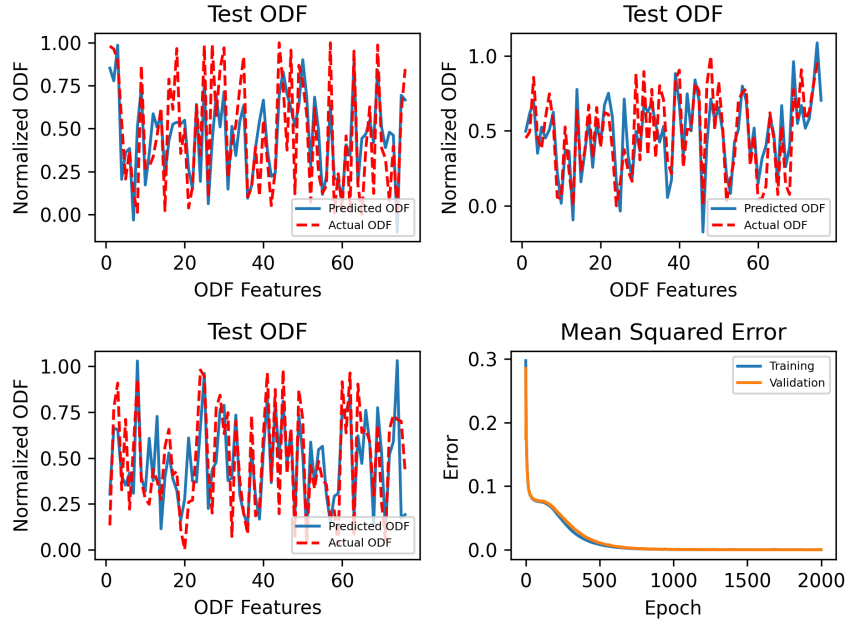 Test ODF
Normalized ODF
1.00
0.75
0.50
0.25
0.00
0
20
40
60
ODF Features
Predicted ODF
Actual ODF
Test ODF
Normalized ODF
1.0
0.5
0.0
0
20
40
60
ODF Features
Predicted ODF
Actual ODF
Test ODF
Normalized ODF
1.00
0.75
0.50
0.25
0.00
0
20
40
60
ODF Features
Predicted ODF
Actual ODF
Mean Squared Error
Error
0.3
0.2
0.1
0.0
0
500
1000
1500
2000
Epoch
Training
Validation